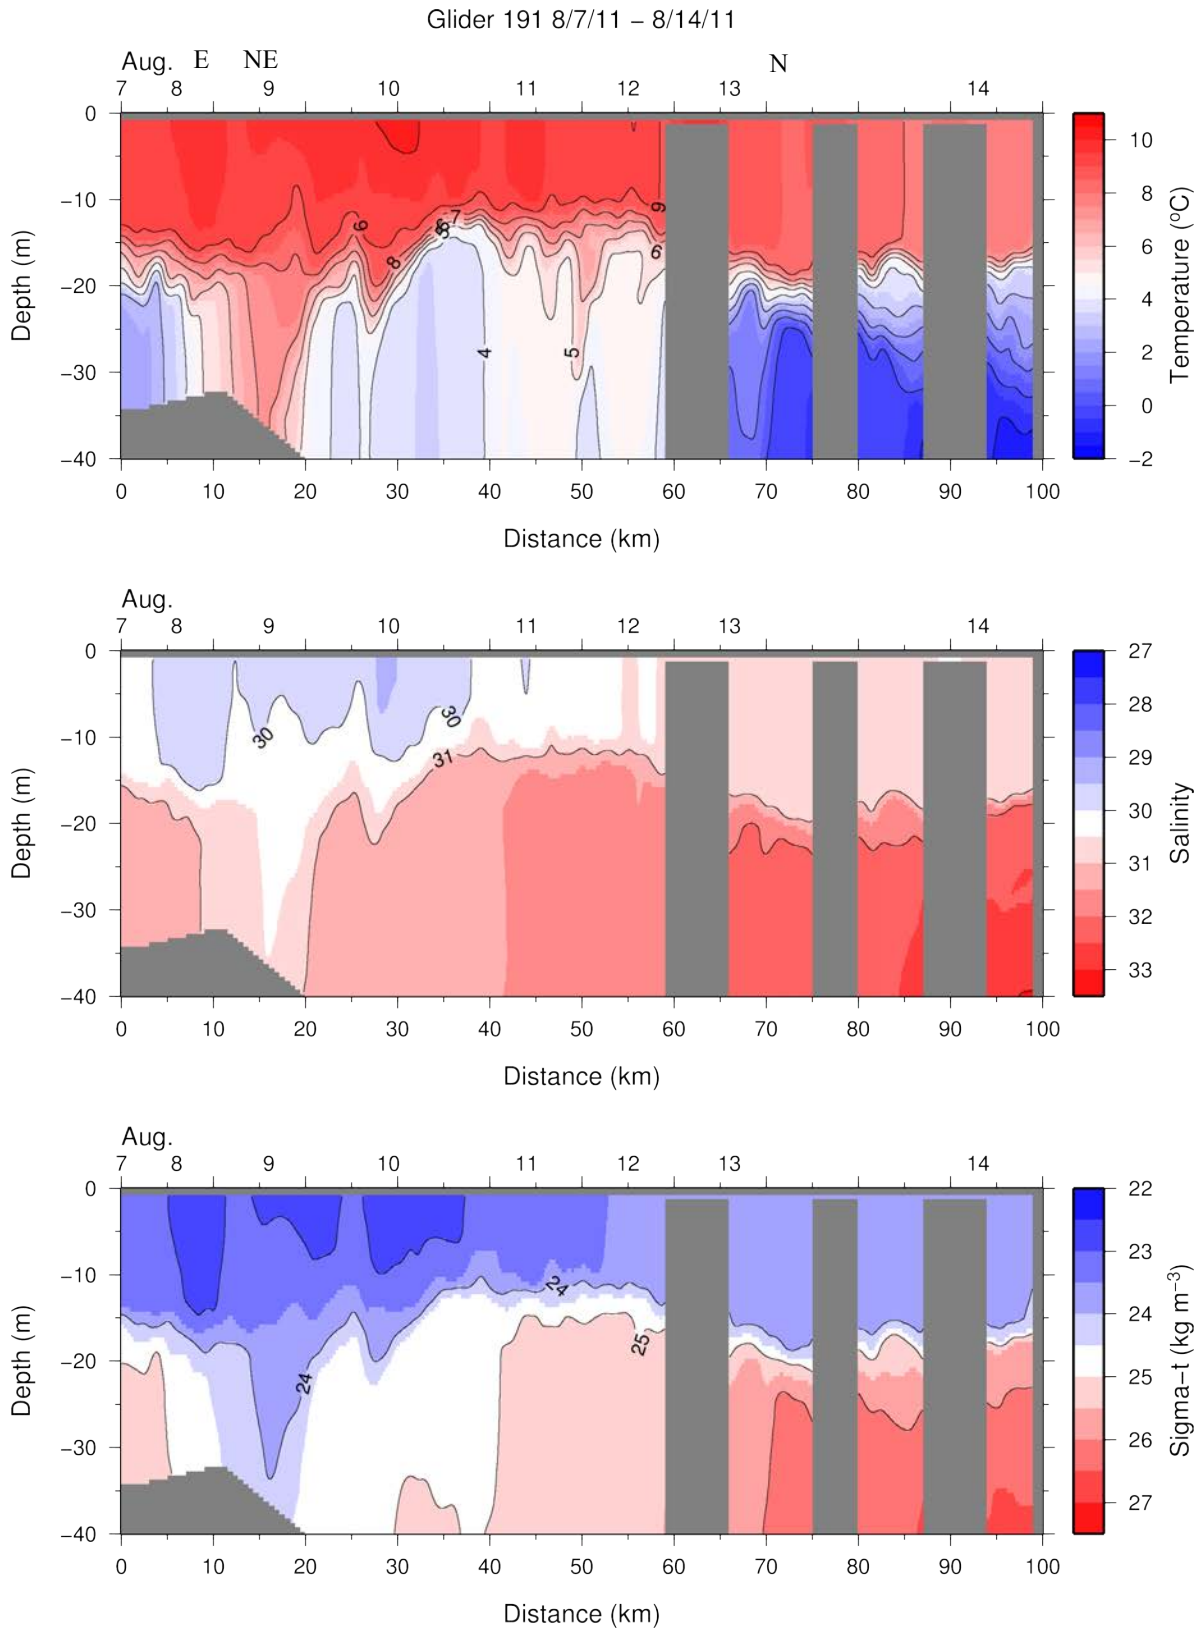 Glider 191 8/7/11 – 8/14/11
Aug. E NE N
7 8 9 10 11 12 13 14
0
−10
−20
−30
−40
Depth (m)
9 8 7 6 4 5 9 6
0 10 20 30 40 50 60 70 80 90 100
Distance (km)
10
8
6
4
2
0
−2
Temperature (°C)
Aug.
7 8 9 10 11 12 13 14
0
−10
−20
−30
−40
Depth (m)
30 30 31
0 10 20 30 40 50 60 70 80 90 100
Distance (km)
27
28
29
30
31
32
33
Salinity
Aug.
7 8 9 10 11 12 13 14
0
−10
−20
−30
−40
Depth (m)
24 24 25
0 10 20 30 40 50 60 70 80 90 100
Distance (km)
22
23
24
25
26
27
Sigma−t (kg m⁻³)